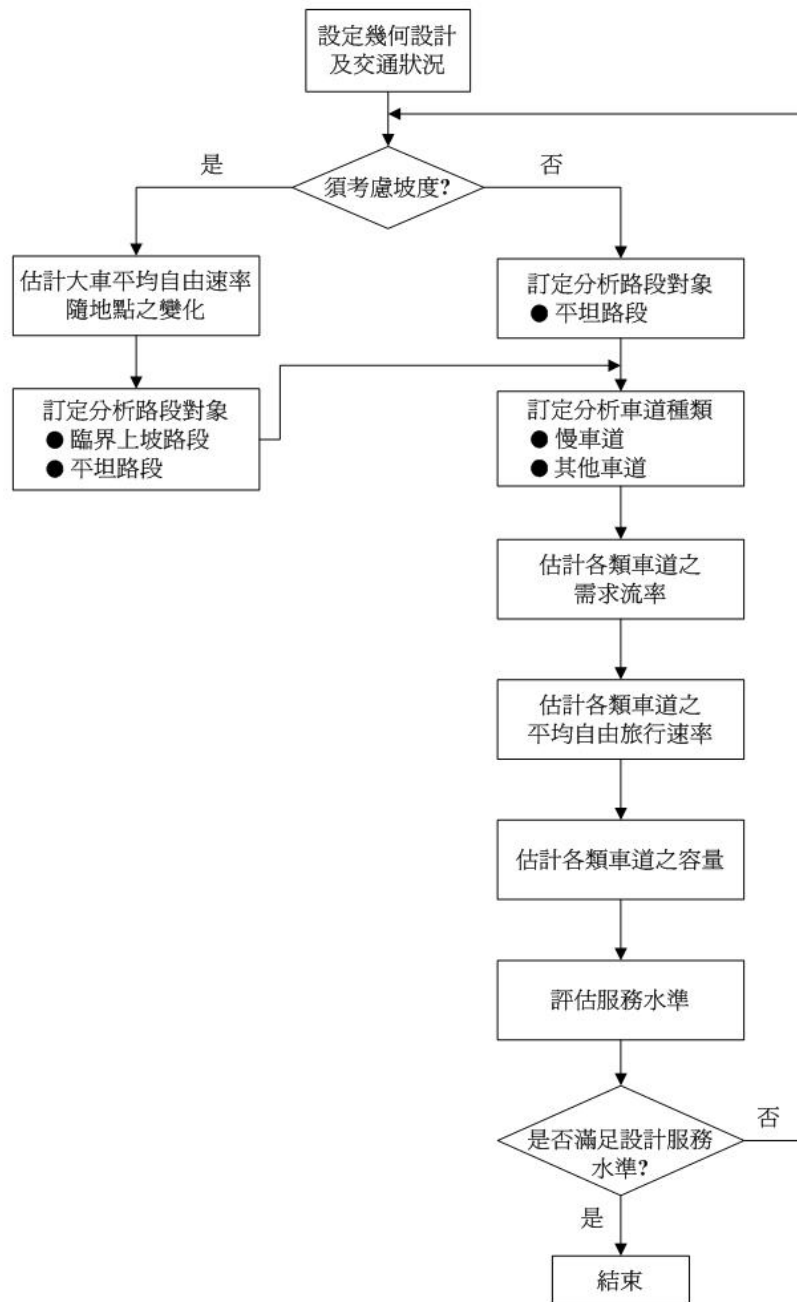 設定幾何設計
及交通狀況
是
須考慮坡度?
否
估計大車平均自由速率
隨地點之變化
訂定分析路段對象
● 平坦路段
訂定分析路段對象
● 臨界上坡路段
● 平坦路段
訂定分析車道種類
● 慢車道
● 其他車道
估計各類車道之
需求流率
估計各類車道之
平均自由旅行速率
估計各類車道之容量
評估服務水準
是否滿足設計服務
水準?
否
是
結束